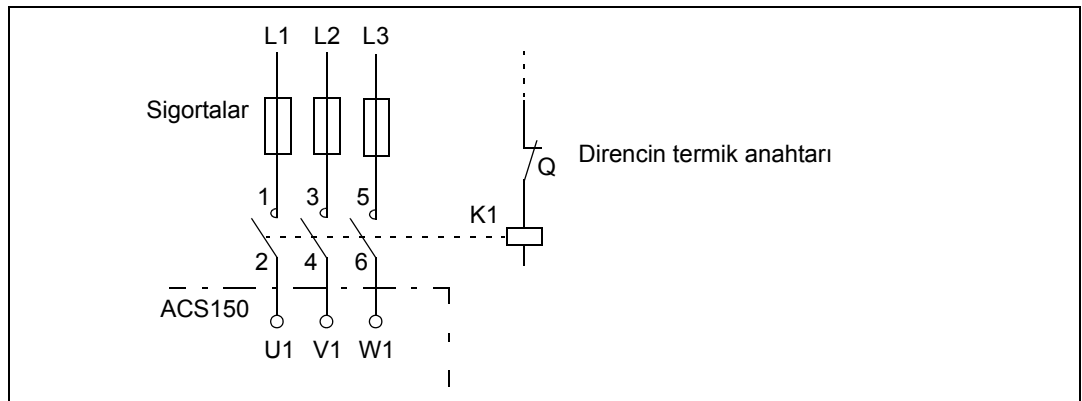 L1 L2 L3
Sigortalar
Direncin termik anahtarı
Q
1 3 5
K1
2 4 6
ACS150
U1 V1 W1